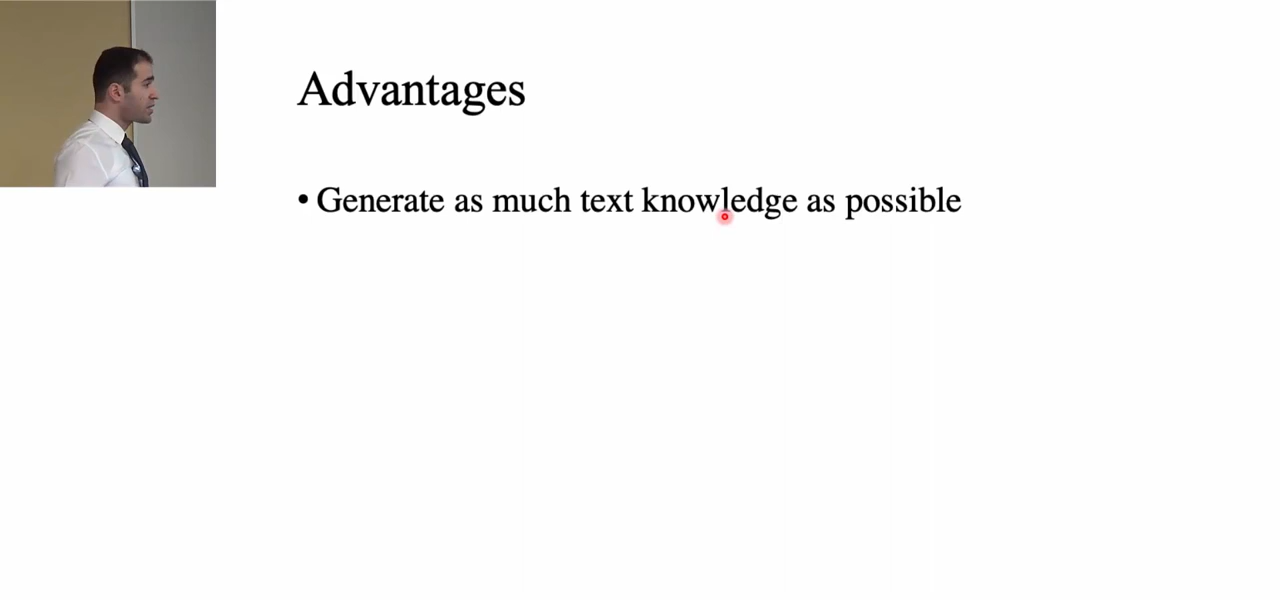 Advantages
• Generate as much text knowledge as possible